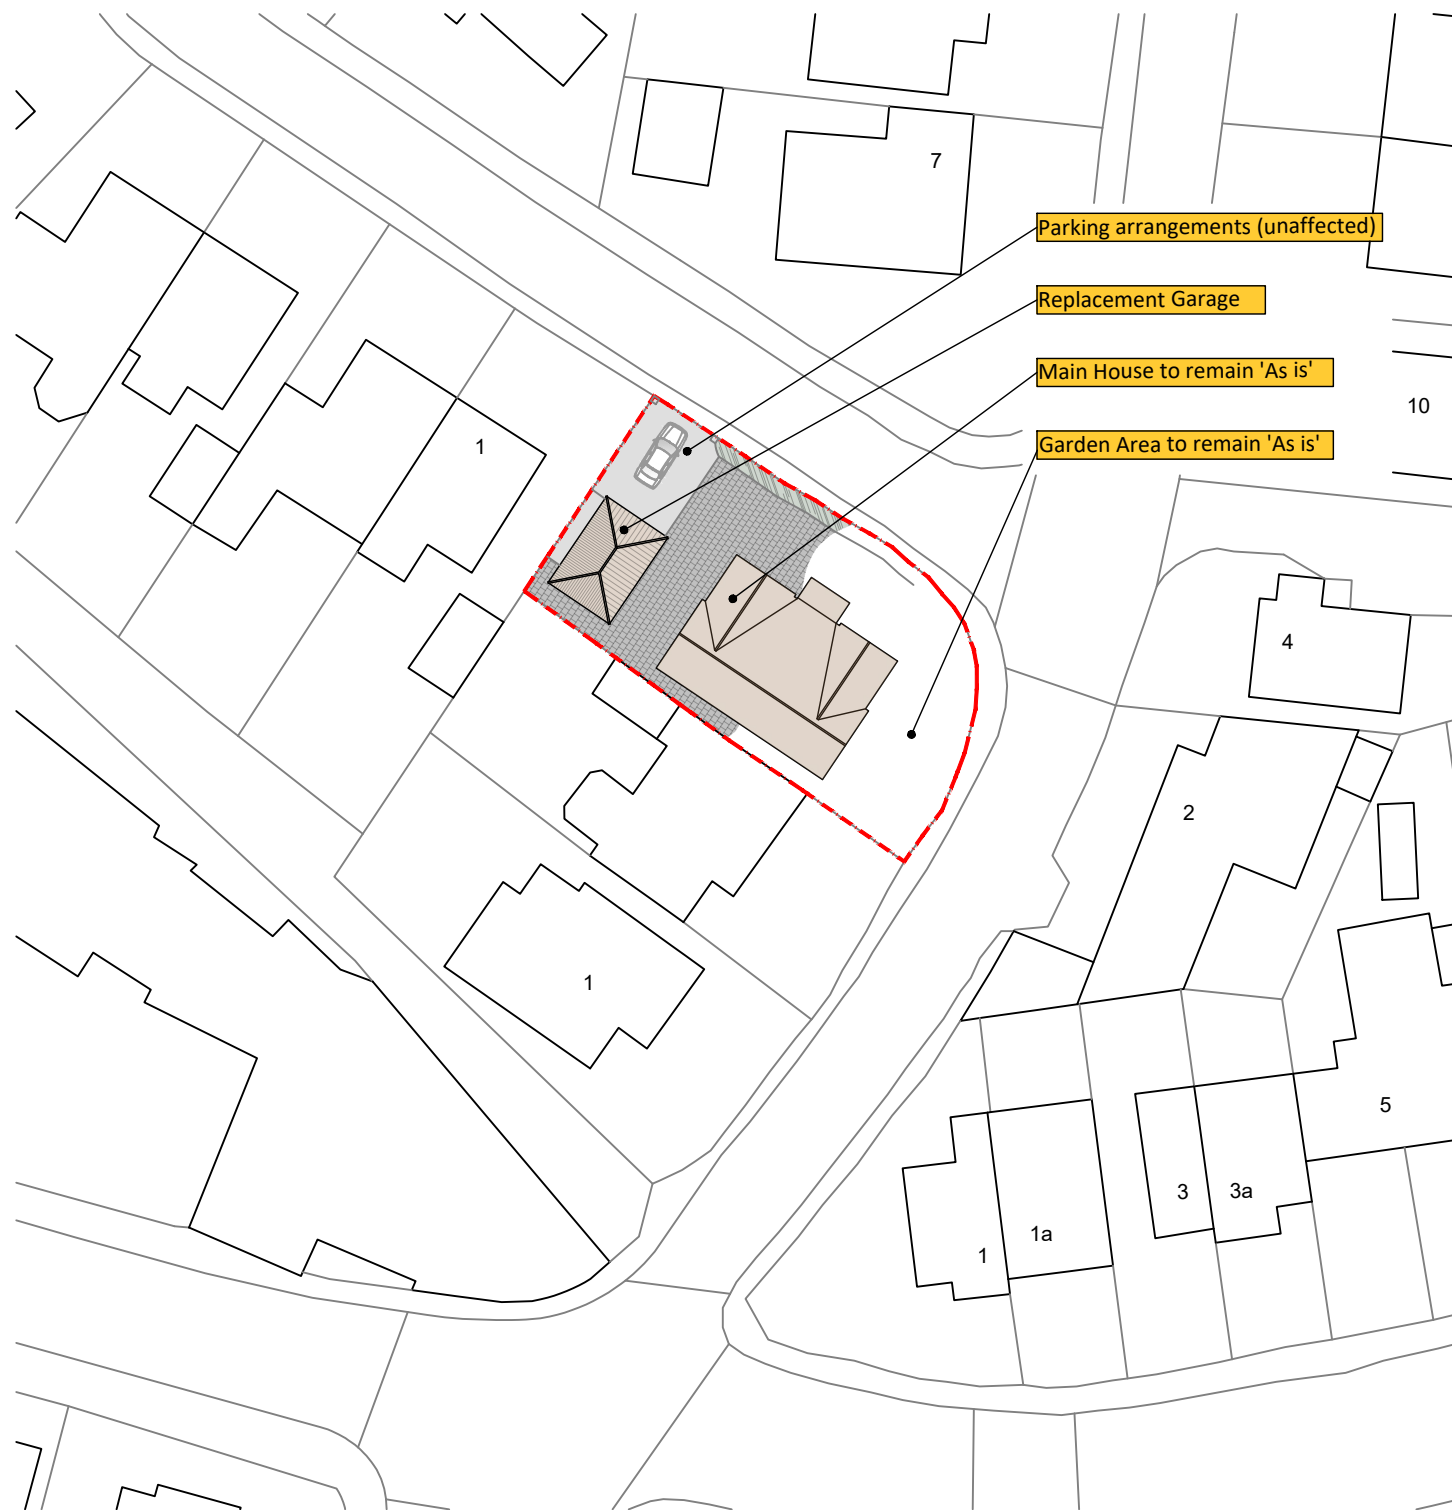 7
Parking arrangements (unaffected)
Replacement Garage
Main House to remain 'As is'
10
Garden Area to remain 'As is'
1
4
2
1
5
3
3a
1a
1